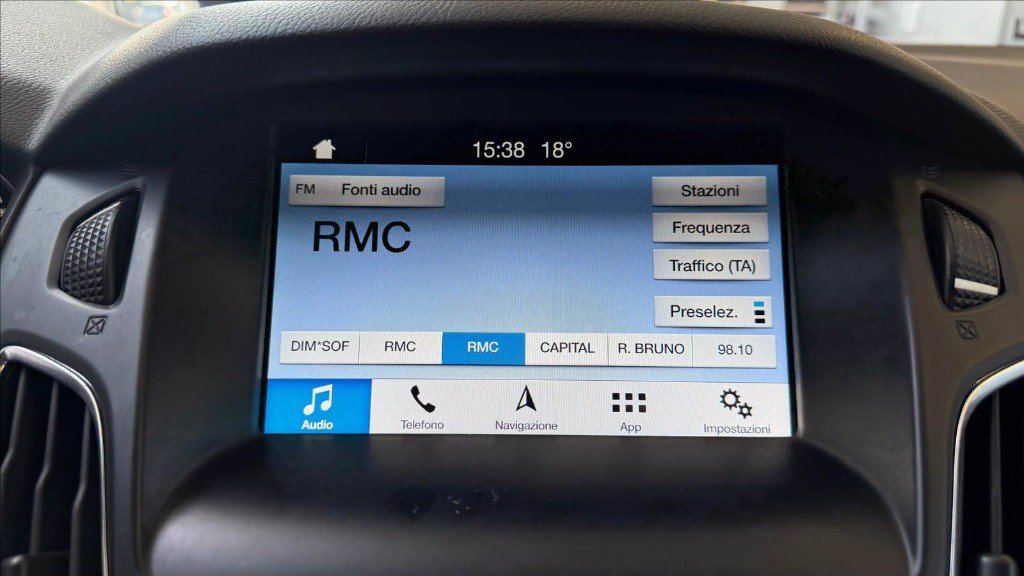 15:38 18°
FM Fonti audio
Stazioni
RMC
Frequenza
Traffico (TA)
Preselez.
DIM*SOF RMC RMC CAPITAL R. BRUNO 98.10
Audio Telefono Navigazione App Impostazioni